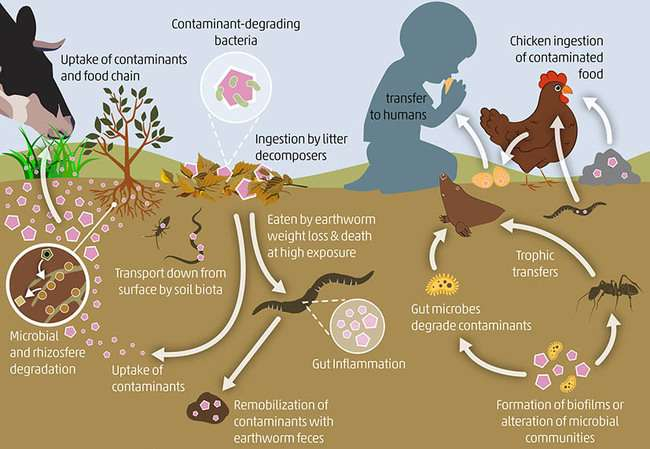 Contaminant-degrading
bacteria
Uptake of contaminants
and food chain
Chicken ingestion
of contaminated
food
transfer
to humans
Ingestion by litter
decomposers
Eaten by earthworm
weight loss & death
at high exposure
Transport down from
surface by soil biota
Trophic
transfers
Microbial
and rhizosfere
degradation
Gut microbes
degrade contaminants
Gut Inflammation
Uptake of
contaminants
Remobilization of
contaminants with
earthworm feces
Formation of biofilms or
alteration of microbial
communities